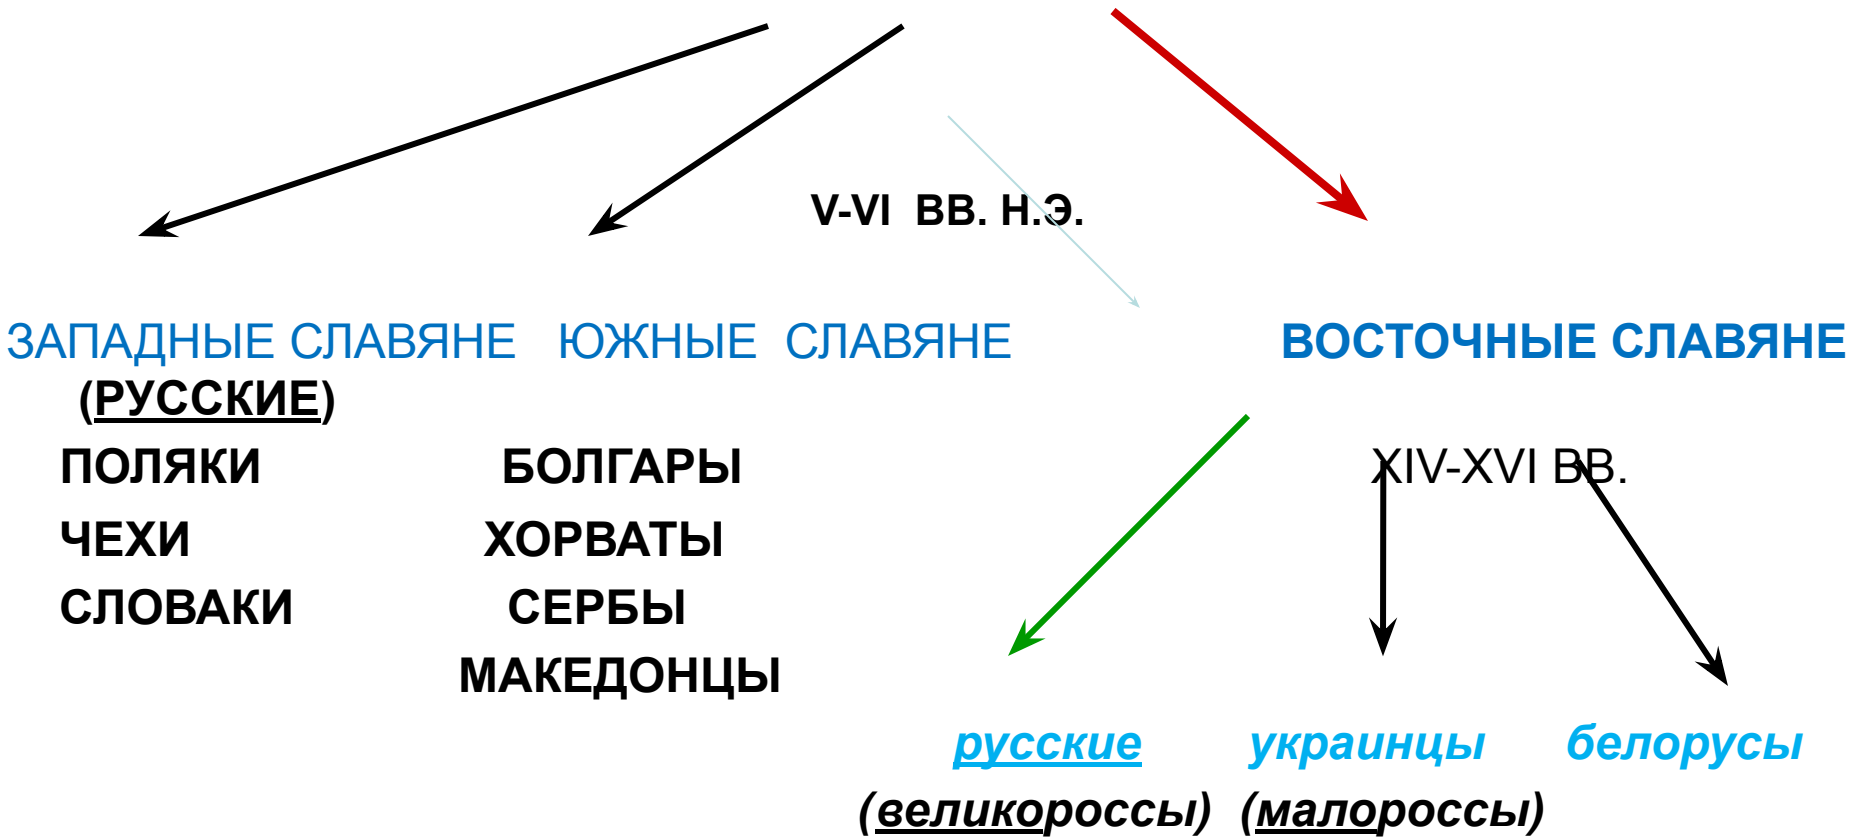 V-VI ВВ. Н.Э.
ЗАПАДНЫЕ СЛАВЯНЕ ЮЖНЫЕ СЛАВЯНЕ ВОСТОЧНЫЕ СЛАВЯНЕ
(РУССКИЕ)
ПОЛЯКИ БОЛГАРЫ XIV-XVI ВВ.
ЧЕХИ ХОРВАТЫ
СЛОВАКИ СЕРБЫ
МАКЕДОНЦЫ
русские украинцы белорусы
(великороссы) (малороссы)